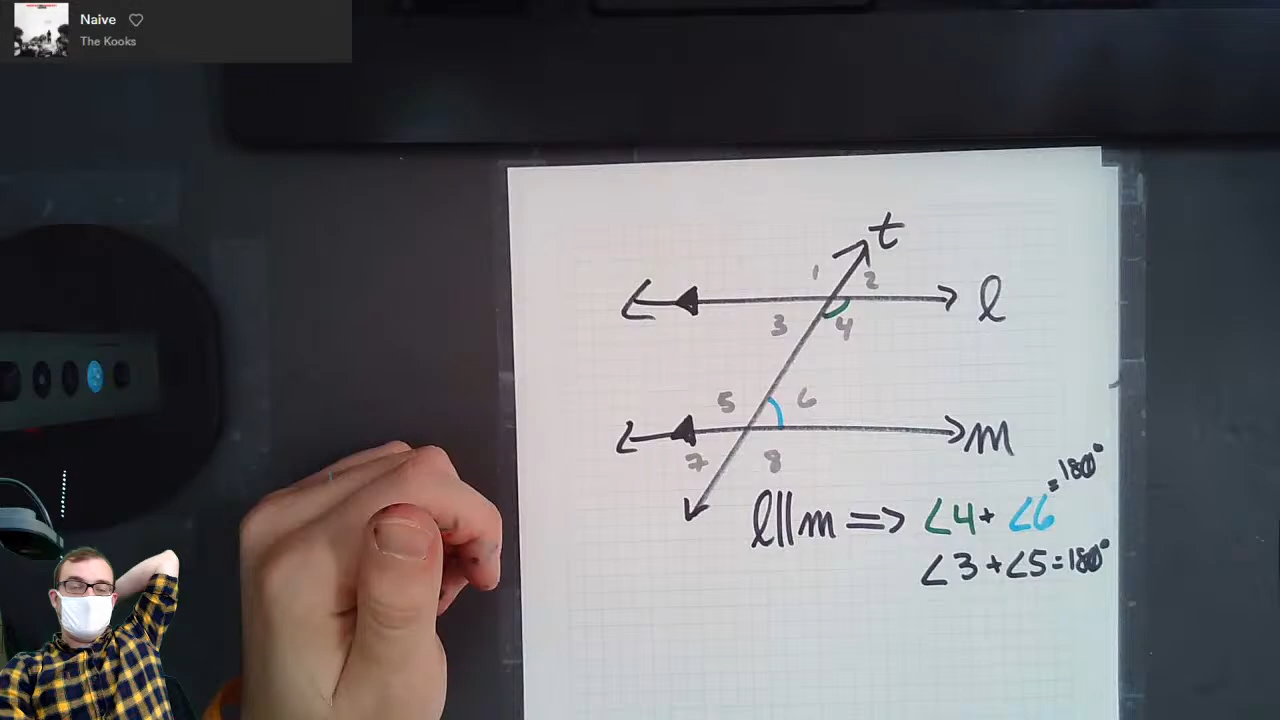 Naive
The Kooks
t
1
2
l
3
4
5
6
m
7
8
= 180°
l||m => ∠4 + ∠6
∠3 + ∠5 = 180°